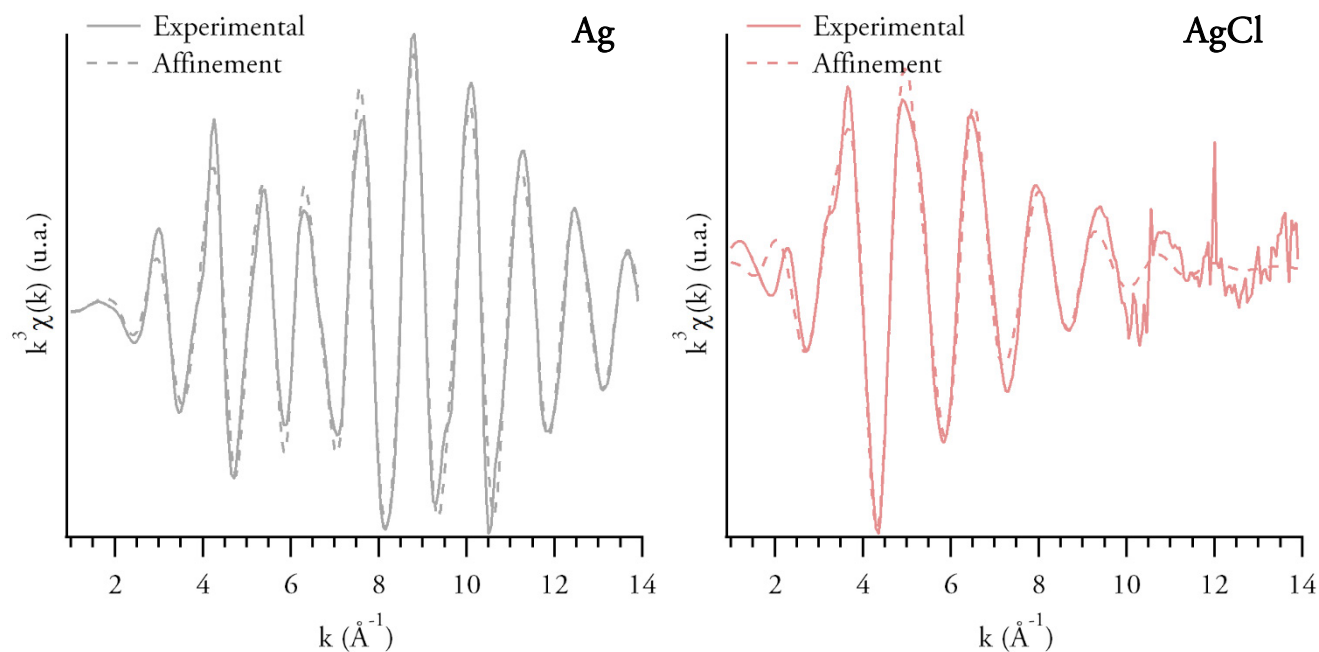 Experimental
Affinement
Ag
k³ χ(k) (u.a.)
2 4 6 8 10 12 14
k (Å⁻¹)
Experimental
Affinement
AgCl
k³ χ(k) (u.a.)
2 4 6 8 10 12 14
k (Å⁻¹)